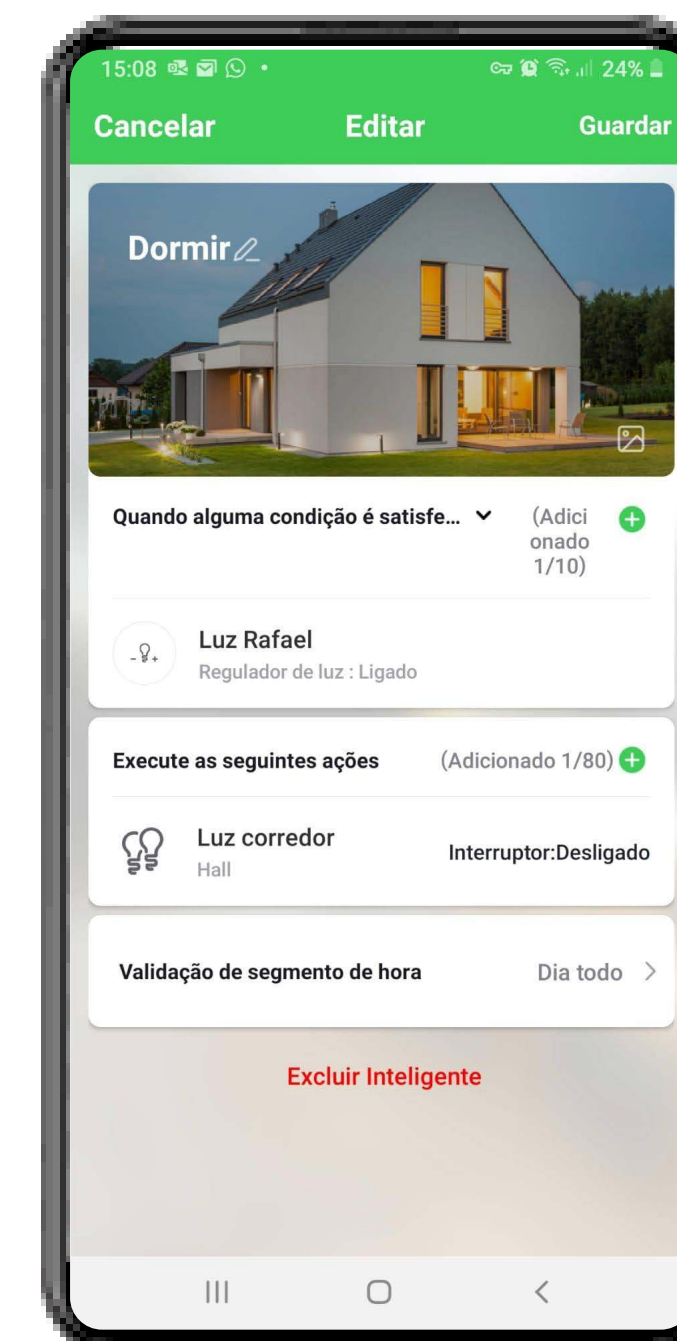 15:08 24%
Cancelar Editar Guardar
Dormir
Quando alguma condição é satisfe... (Adici
onado
1/10)
Luz Rafael
Regulador de luz : Ligado
Execute as seguintes ações (Adicionado 1/80)
Luz corredor
Hall
Interruptor:Desligado
Validação de segmento de hora Dia todo
Excluir Inteligente